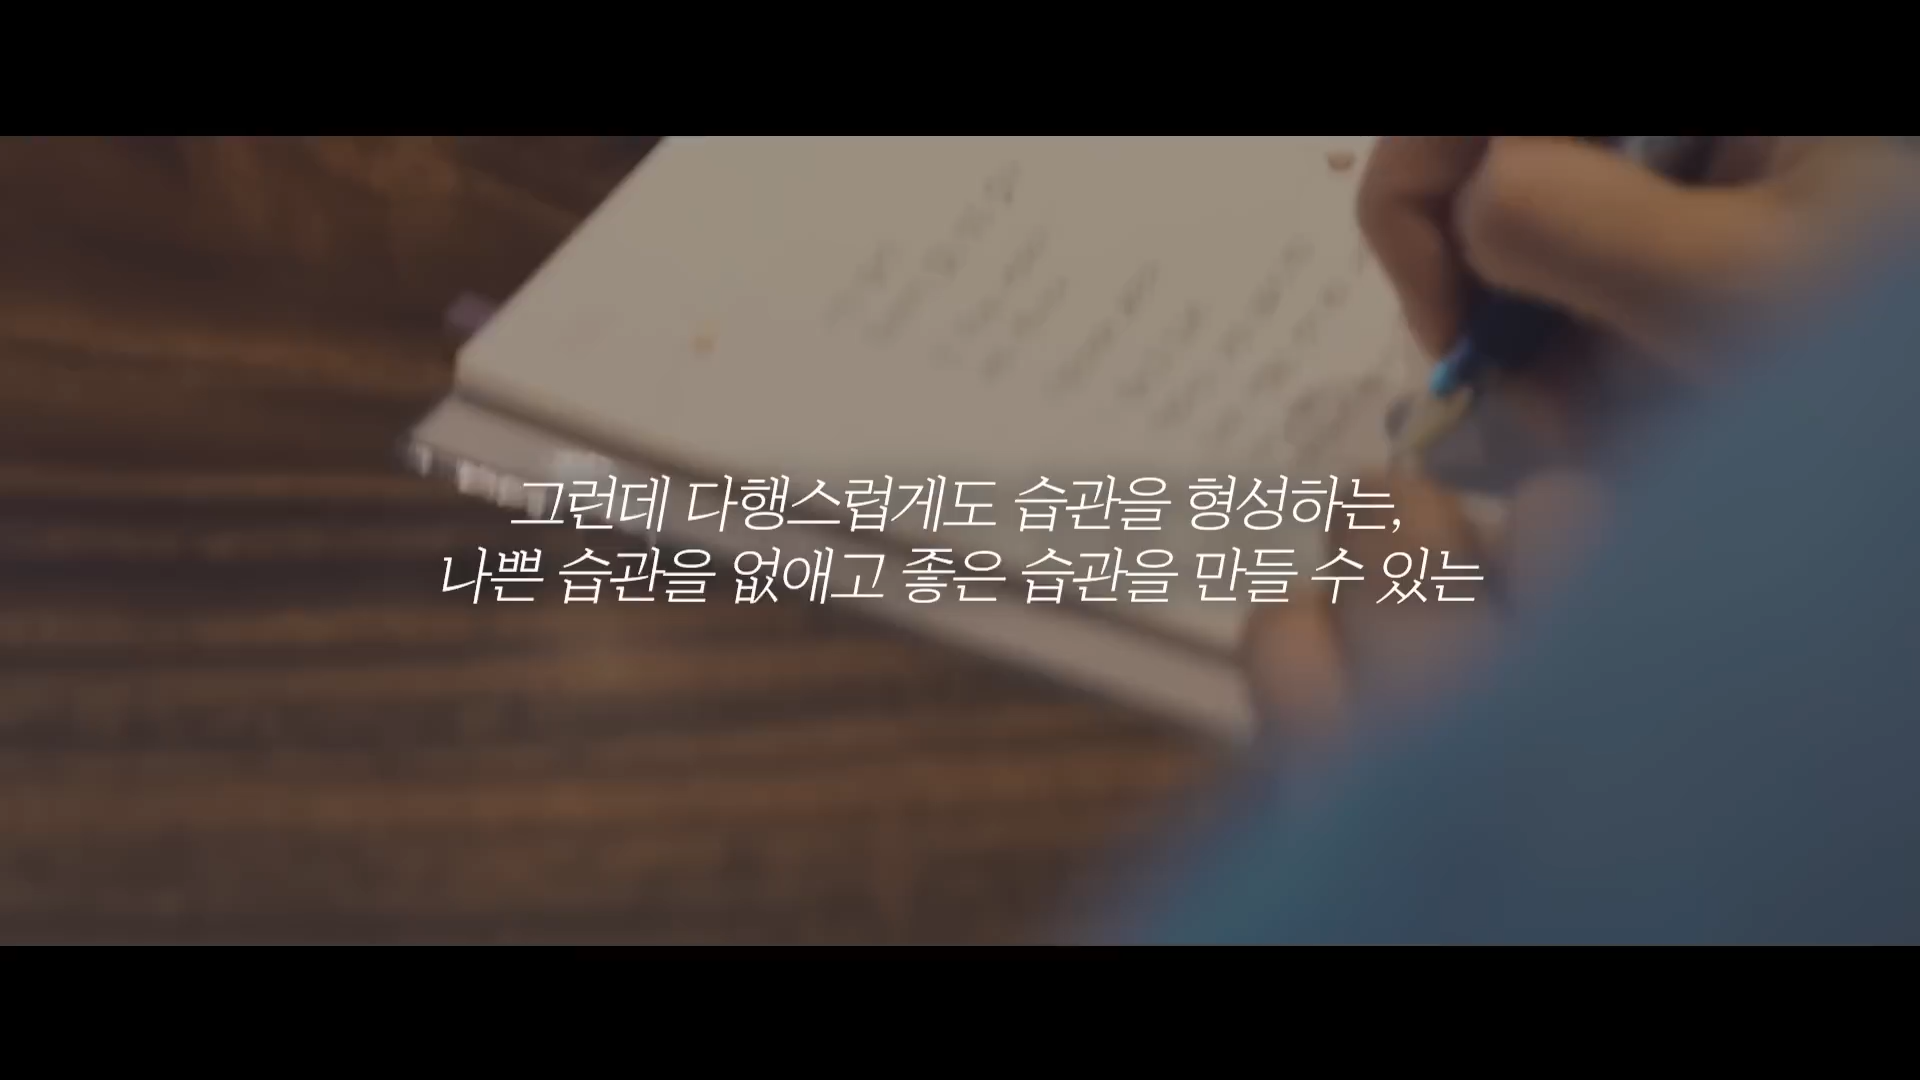 그런데 다행스럽게도 습관을 형성하는,
나쁜 습관을 없애고 좋은 습관을 만들 수 있는